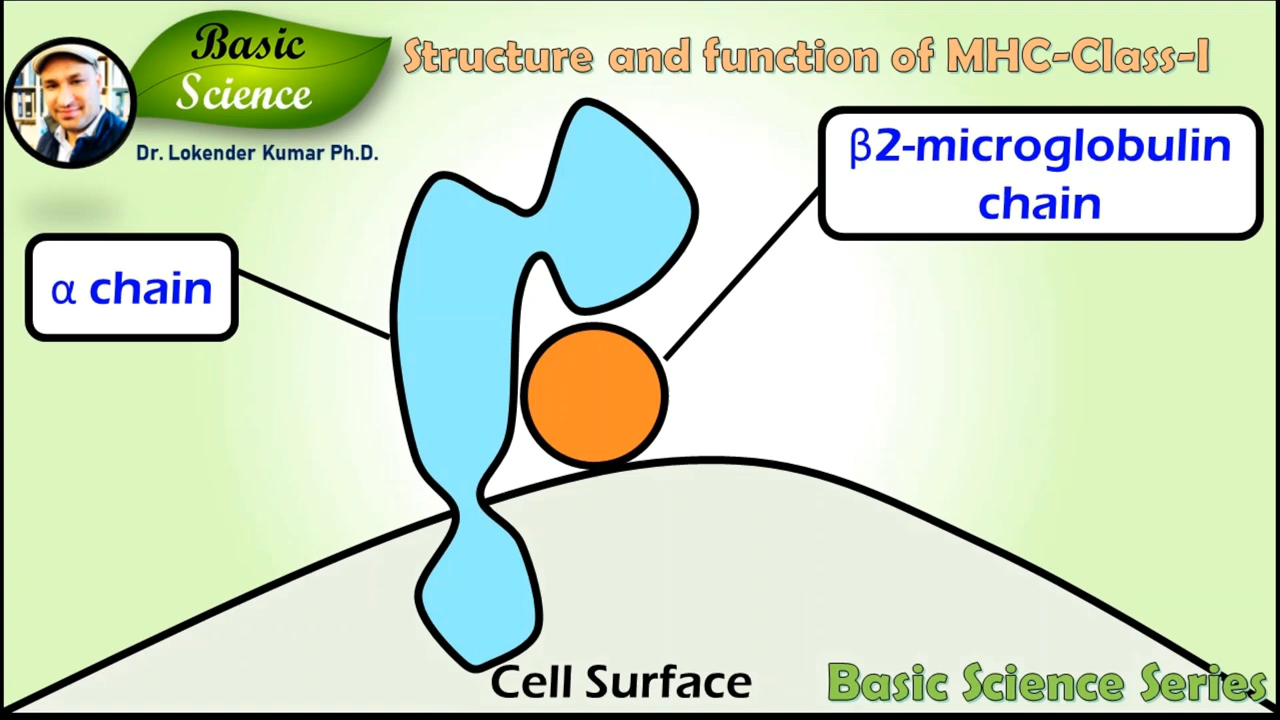 Basic
Science
Dr. Lokender Kumar Ph.D.
Structure and function of MHC-Class-I
β2-microglobulin
chain
α chain
Cell Surface
Basic Science Series